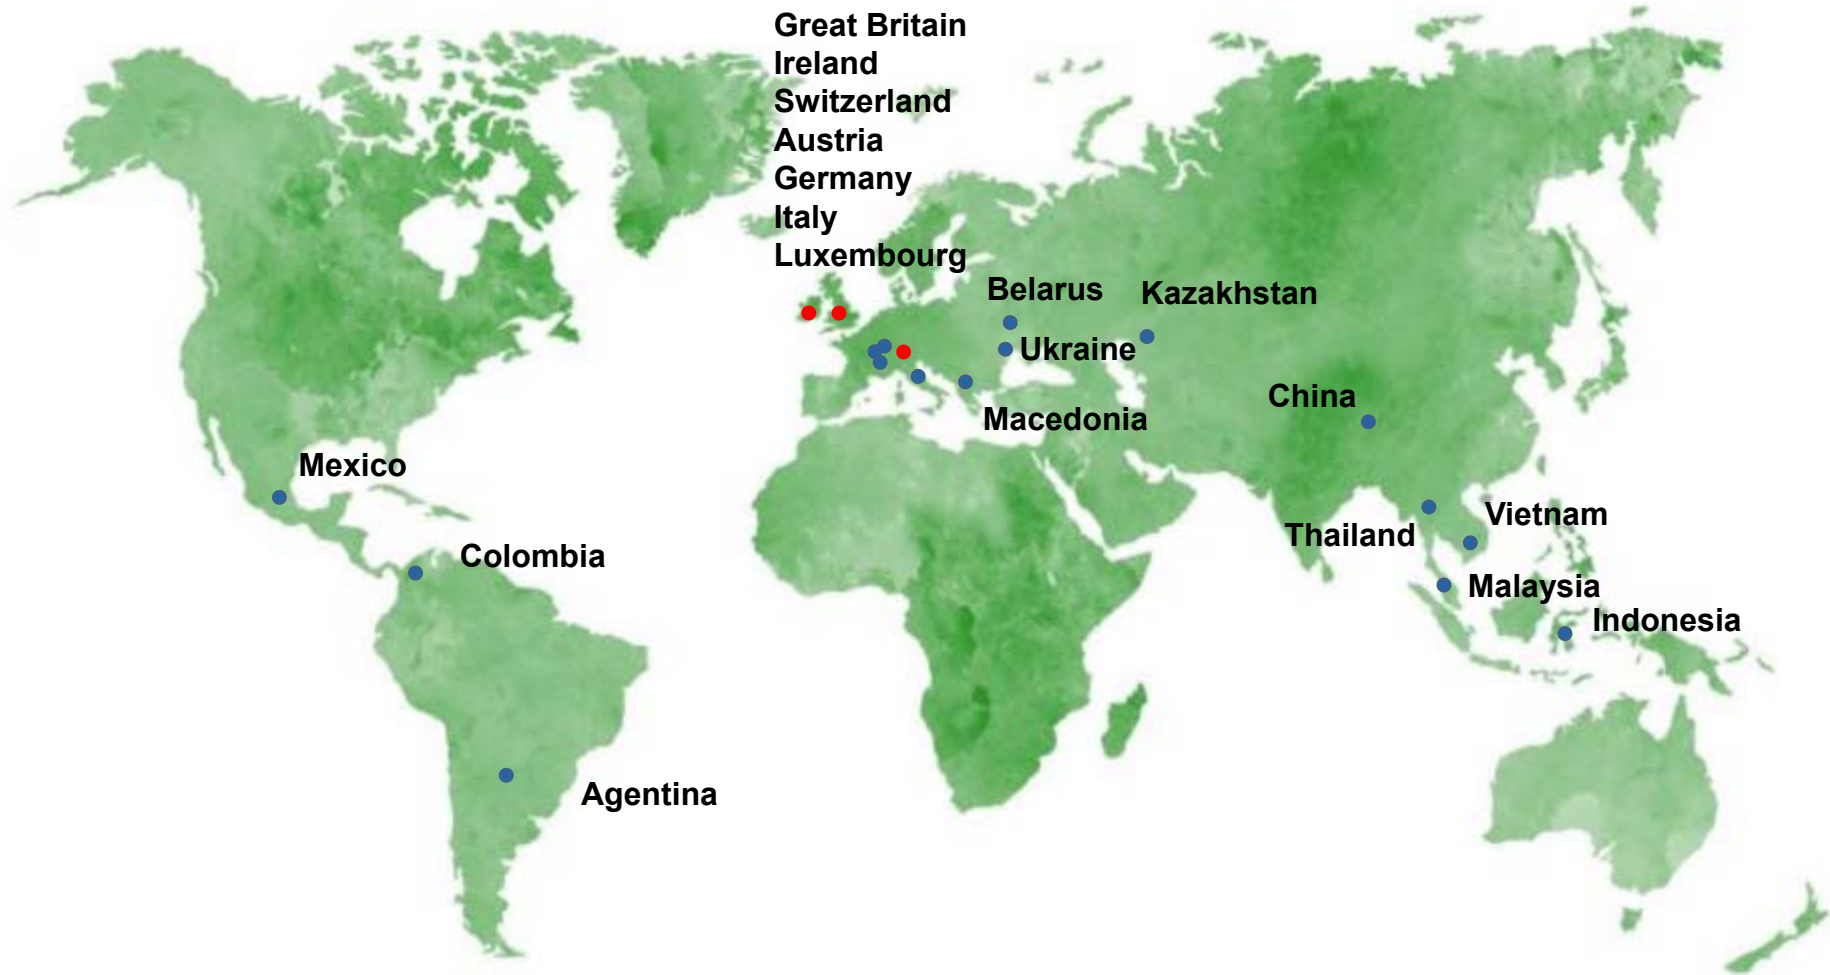 Great Britain
Ireland
Switzerland
Austria
Germany
Italy
Luxembourg
Belarus
Kazakhstan
Ukraine
China
Macedonia
Mexico
Vietnam
Thailand
Colombia
Malaysia
Indonesia
Agentina